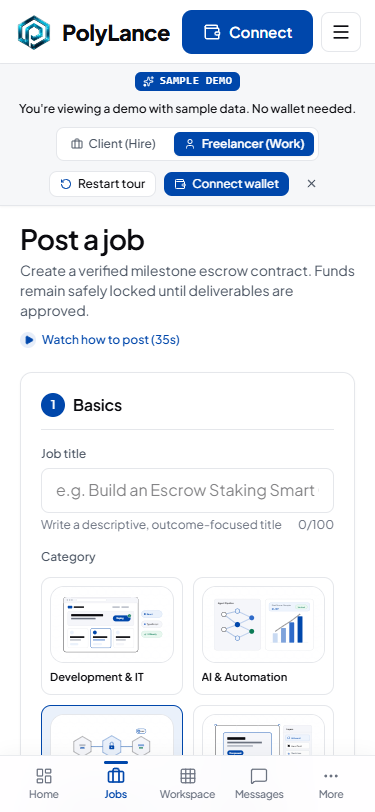 PolyLance
Connect
SAMPLE DEMO
You're viewing a demo with sample data. No wallet needed.
Client (Hire)
Freelancer (Work)
Restart tour
Connect wallet
Post a job
Create a verified milestone escrow contract. Funds
remain safely locked until deliverables are
approved.
Watch how to post (35s)
1 Basics
Job title
e.g. Build an Escrow Staking Smart
Write a descriptive, outcome-focused title 0/100
Category
Development & IT
AI & Automation
Home
Jobs
Workspace
Messages
More